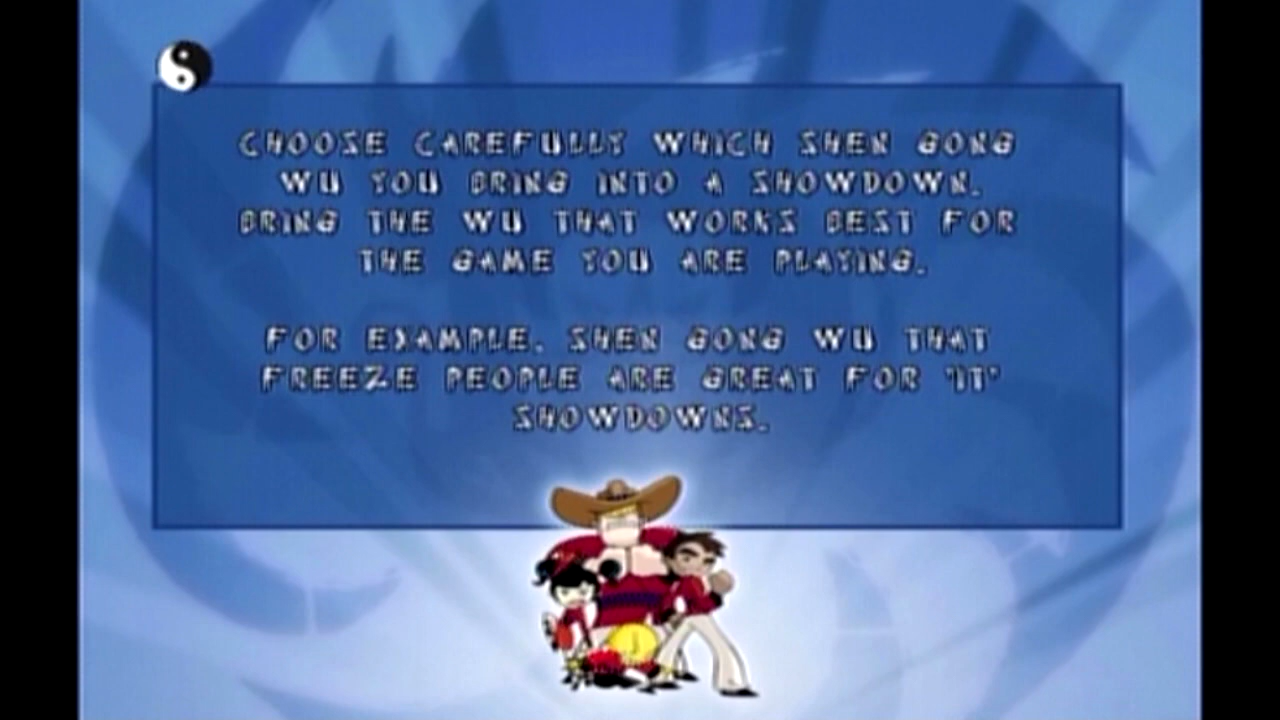 CHOOSE CAREFULLY WHICH SHEN GONG
WU YOU BRING INTO A SHOWDOWN.
BRING THE WU THAT WORKS BEST FOR
THE GAME YOU ARE PLAYING.
FOR EXAMPLE, SHEN GONG WU THAT
FREEZE PEOPLE ARE GREAT FOR 'IT'
SHOWDOWNS.